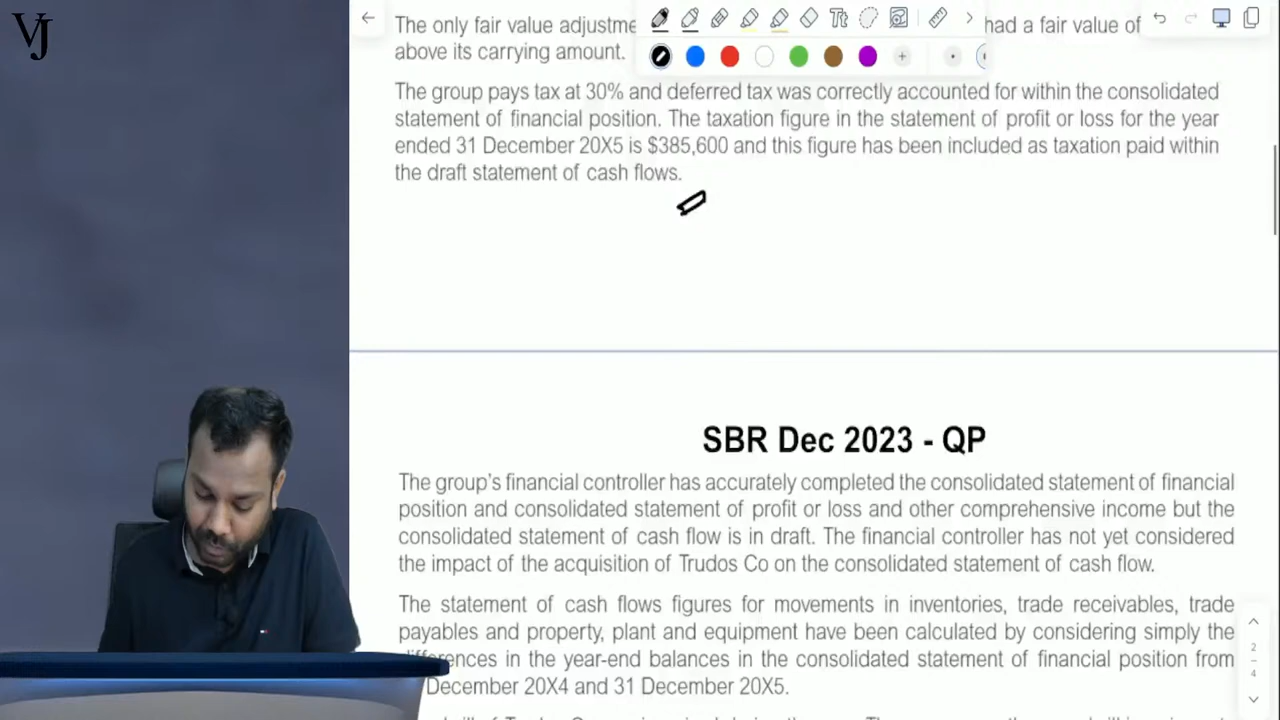 VJ
The only fair value adjustme had a fair value of
above its carrying amount.
The group pays tax at 30% and deferred tax was correctly accounted for within the consolidated
statement of financial position. The taxation figure in the statement of profit or loss for the year
ended 31 December 20X5 is $385,600 and this figure has been included as taxation paid within
the draft statement of cash flows.
SBR Dec 2023 - QP
The group's financial controller has accurately completed the consolidated statement of financial
position and consolidated statement of profit or loss and other comprehensive income but the
consolidated statement of cash flow is in draft. The financial controller has not yet considered
the impact of the acquisition of Trudos Co on the consolidated statement of cash flow.
The statement of cash flows figures for movements in inventories, trade receivables, trade
payables and property, plant and equipment have been calculated by considering simply the
differences in the year-end balances in the consolidated statement of financial position from
December 20X4 and 31 December 20X5.
2
4